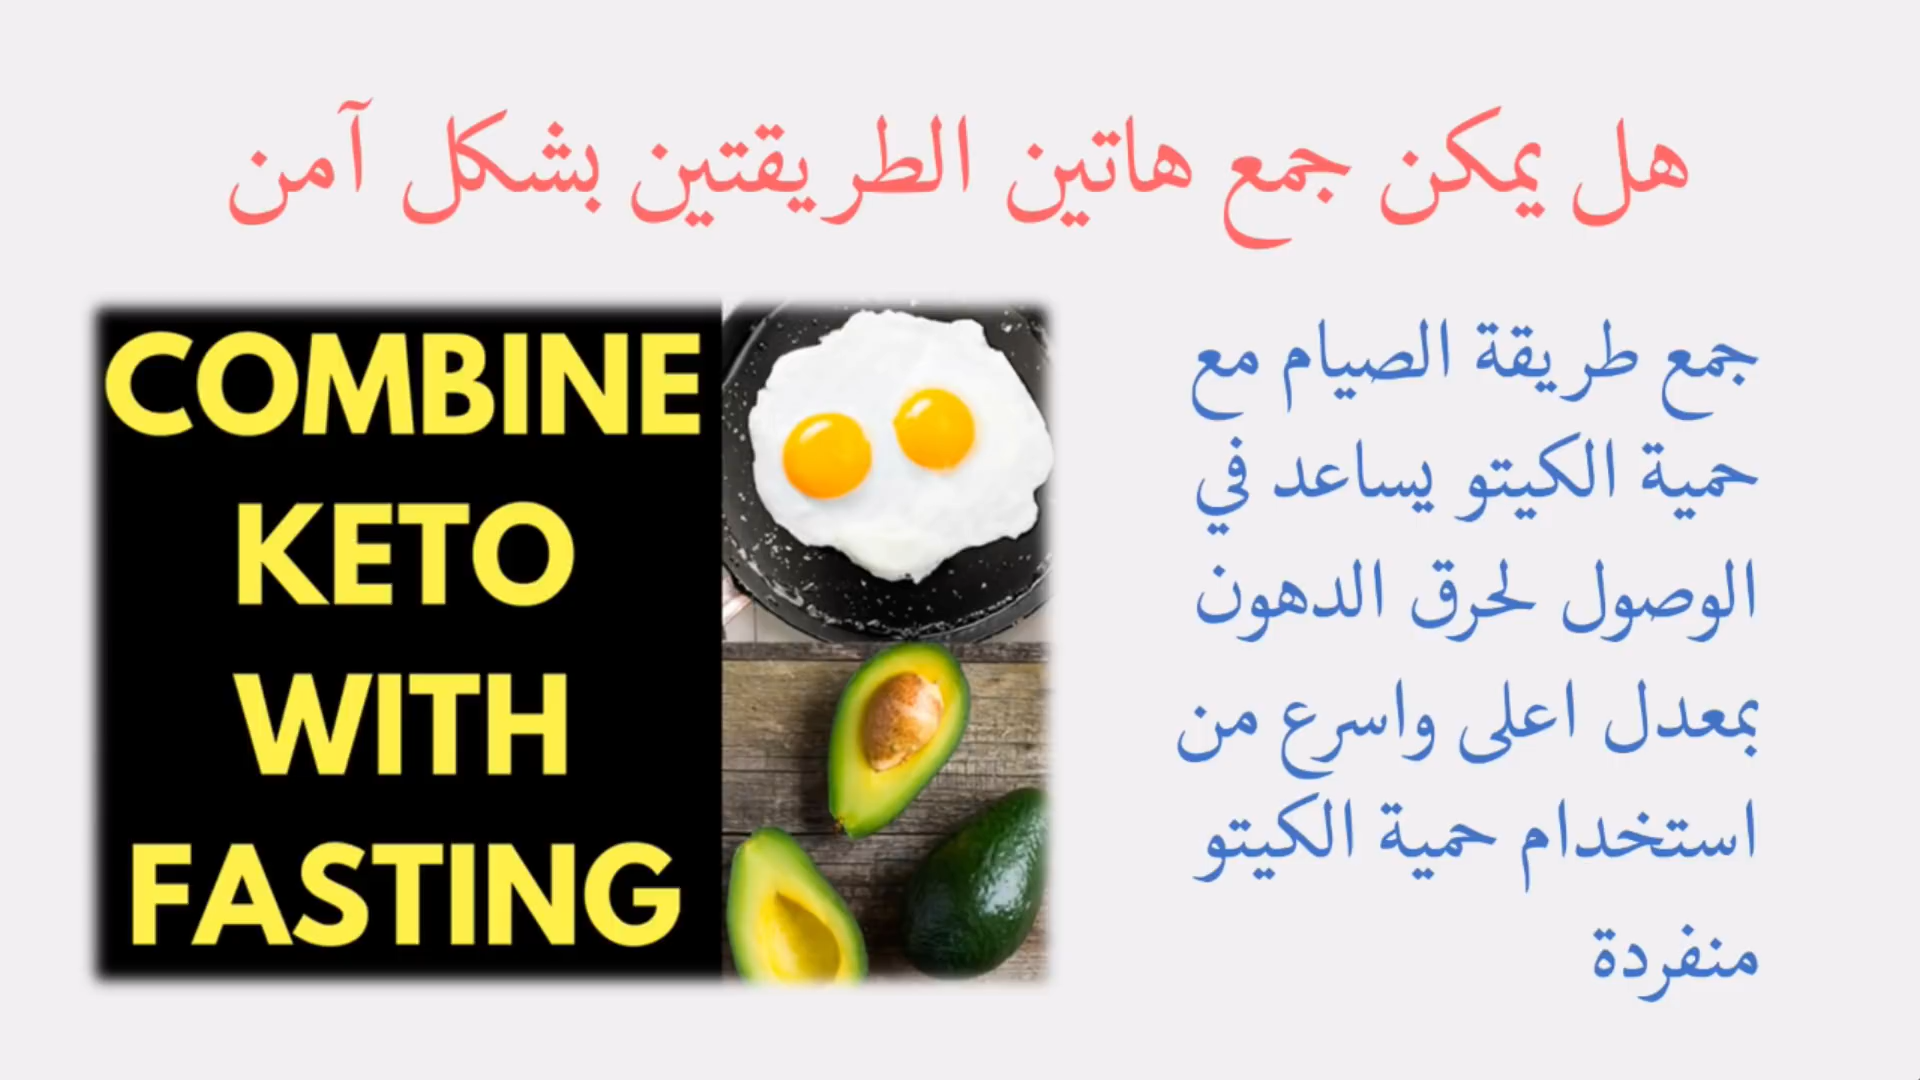 هل يمكن جمع هاتين الطريقتين بشكل آمن
جمع طريقة الصيام مع
حمية الكيتو يساعد في
الوصول لحرق الدهون
بمعدل اعلى واسرع من
استخدام حمية الكيتو
منفردة
COMBINE
KETO
WITH
FASTING